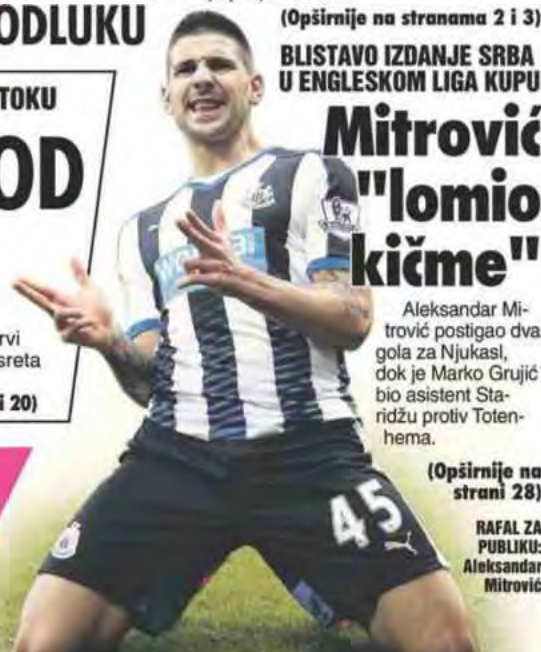 ODLUKU
TOKU
OD
rvi
sreta
i 20)
(Opširnije na stranama 2 i 3)
BLISTAVO IZDANJE SRBA
U ENGLESKOM LIGA KUPU
Mitrović
"lomio
kičme"
Aleksandar Mi-
trović postigao dva
gola za Njukasl,
dok je Marko Grujić
bio asistent Sta-
ridžu protiv Toten-
hema.
(Opširnije na
strani 28)
RAFAL ZA
PUBLIKU:
Aleksandar
Mitrović
45